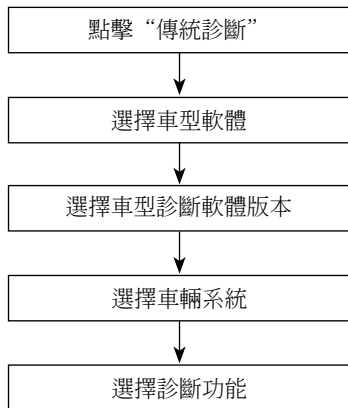 點擊“傳統診斷”
選擇車型軟體
選擇車型診斷軟體版本
選擇車輛系統
選擇診斷功能